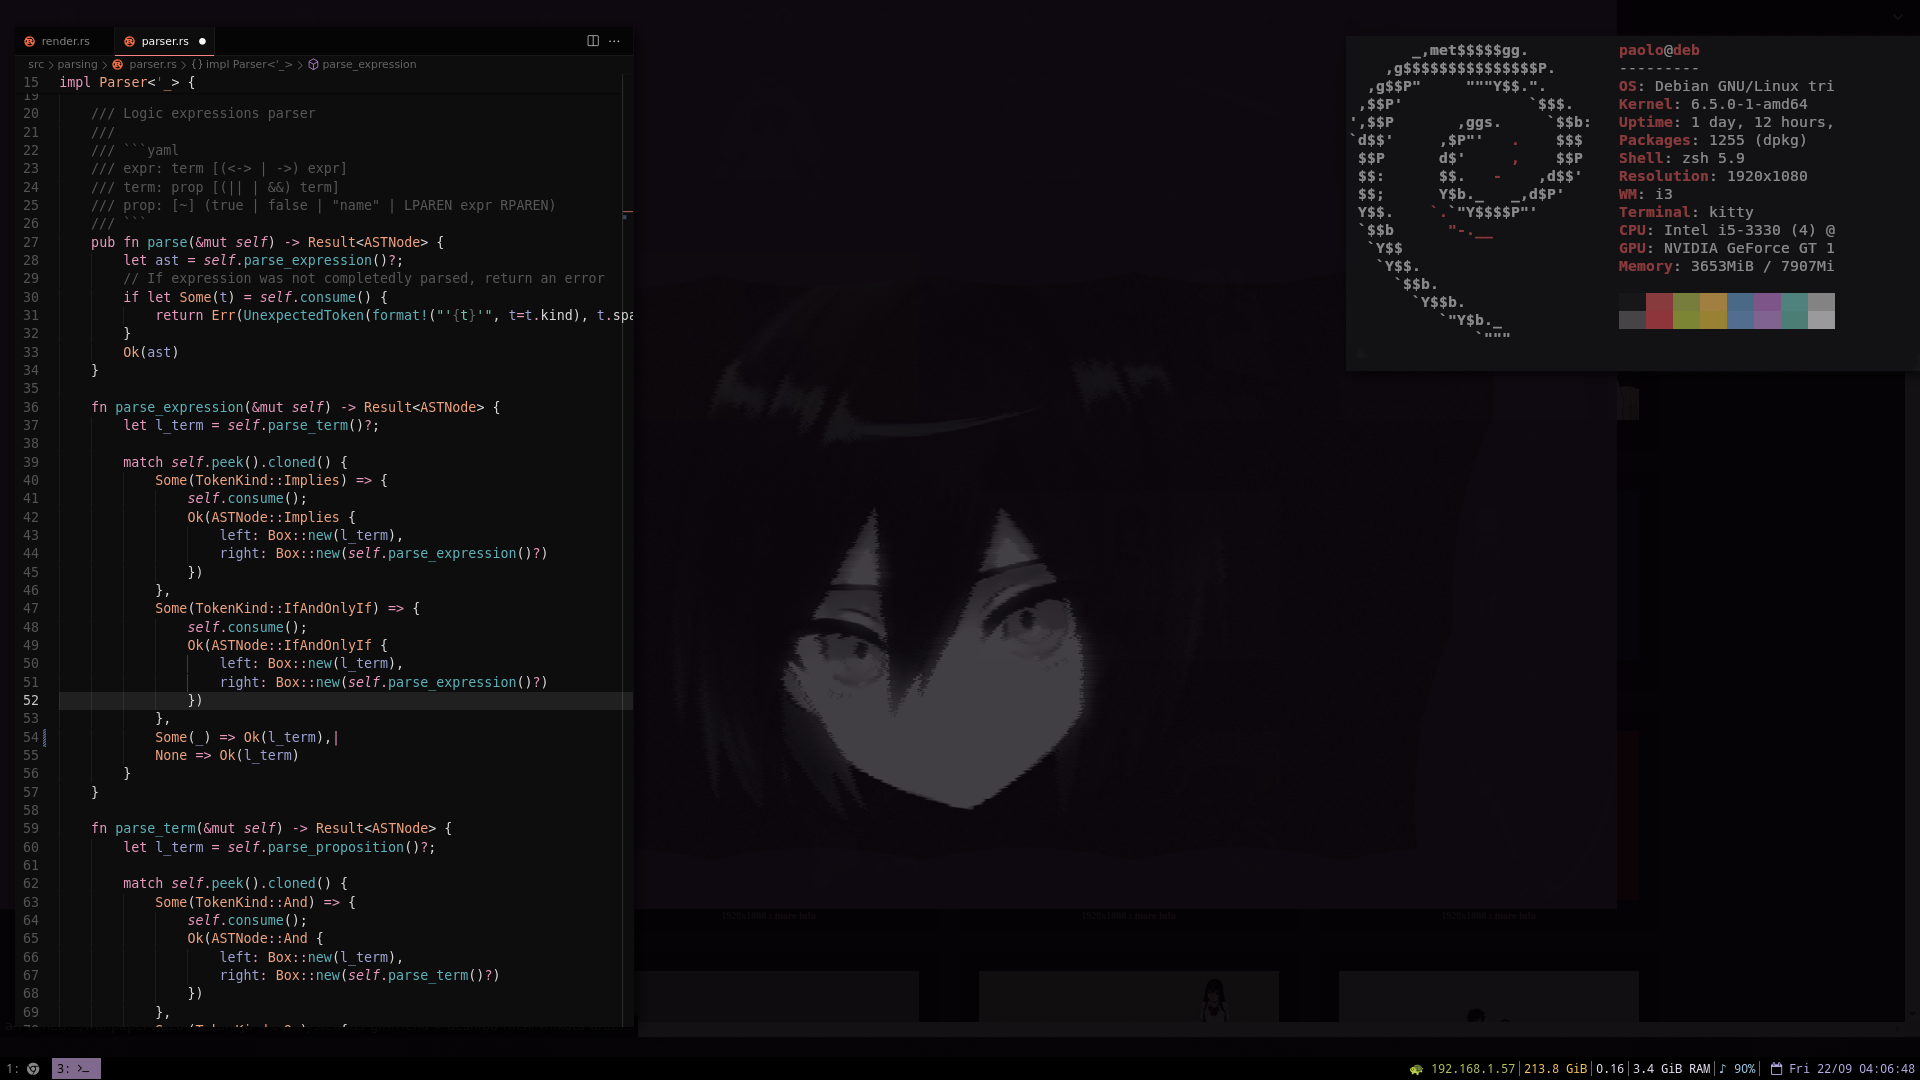 render.rs
parser.rs
src > parsing > parser.rs > {} impl Parser<'_> > parse_expression
15 impl Parser<'_> {
19
20     /// Logic expressions parser
21     ///
22     /// ```yaml
23     /// expr: term [(<-> | ->) expr]
24     /// term: prop [(|| | &&) term]
25     /// prop: [~] (true | false | "name" | LPAREN expr RPAREN)
26     /// ```
27     pub fn parse(&mut self) -> Result<ASTNode> {
28         let ast = self.parse_expression()?;
29         // If expression was not completedly parsed, return an error
30         if let Some(t) = self.consume() {
31             return Err(UnexpectedToken(format!("'{t}'", t=t.kind), t.spa
32         }
33         Ok(ast)
34     }
35
36     fn parse_expression(&mut self) -> Result<ASTNode> {
37         let l_term = self.parse_term()?;
38
39         match self.peek().cloned() {
40             Some(TokenKind::Implies) => {
41                 self.consume();
42                 Ok(ASTNode::Implies {
43                     left: Box::new(l_term),
44                     right: Box::new(self.parse_expression()?)
45                 })
46             },
47             Some(TokenKind::IfAndOnlyIf) => {
48                 self.consume();
49                 Ok(ASTNode::IfAndOnlyIf {
50                     left: Box::new(l_term),
51                     right: Box::new(self.parse_expression()?)
52                 })
53             },
54             Some(_) => Ok(l_term),
55             None => Ok(l_term)
56         }
57     }
58
59     fn parse_term(&mut self) -> Result<ASTNode> {
60         let l_term = self.parse_proposition()?;
61
62         match self.peek().cloned() {
63             Some(TokenKind::And) => {
64                 self.consume();
65                 Ok(ASTNode::And {
66                     left: Box::new(l_term),
67                     right: Box::new(self.parse_term()?)
68                 })
69             },
_,met$$$$$gg.
,g$$$$$$$$$$$$$$$P.
,g$$P"     """Y$$.".
,$$P'              `$$$.
',$$P       ,ggs.     `$$b:
`d$$'     ,$P"'   .    $$$
$$P      d$'     ,    $$P
$$:      $$.   -    ,d$$'
$$;      Y$b._   _,d$P'
Y$$.    `.`"Y$$$$P"'
`$$b      "-.__
`Y$$
`Y$$.
`$$b.
`Y$$b.
`"Y$b._
`"""
paolo@deb
---------
OS: Debian GNU/Linux tri
Kernel: 6.5.0-1-amd64
Uptime: 1 day, 12 hours,
Packages: 1255 (dpkg)
Shell: zsh 5.9
Resolution: 1920x1080
WM: i3
Terminal: kitty
CPU: Intel i5-3330 (4) @
GPU: NVIDIA GeForce GT 1
Memory: 3653MiB / 7907Mi
1:
3:
192.168.1.57|213.8 GiB|0.16|3.4 GiB RAM|♪ 90%| Fri 22/09 04:06:48